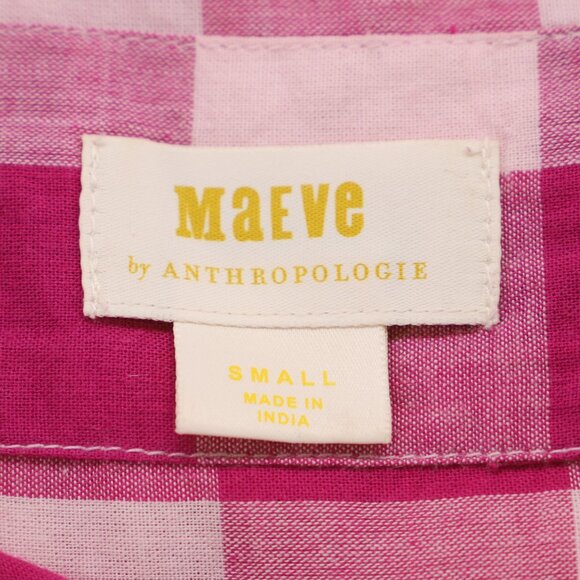 MaEVe
by ANTHROPOLOGIE
SMALL
MADE IN
INDIA